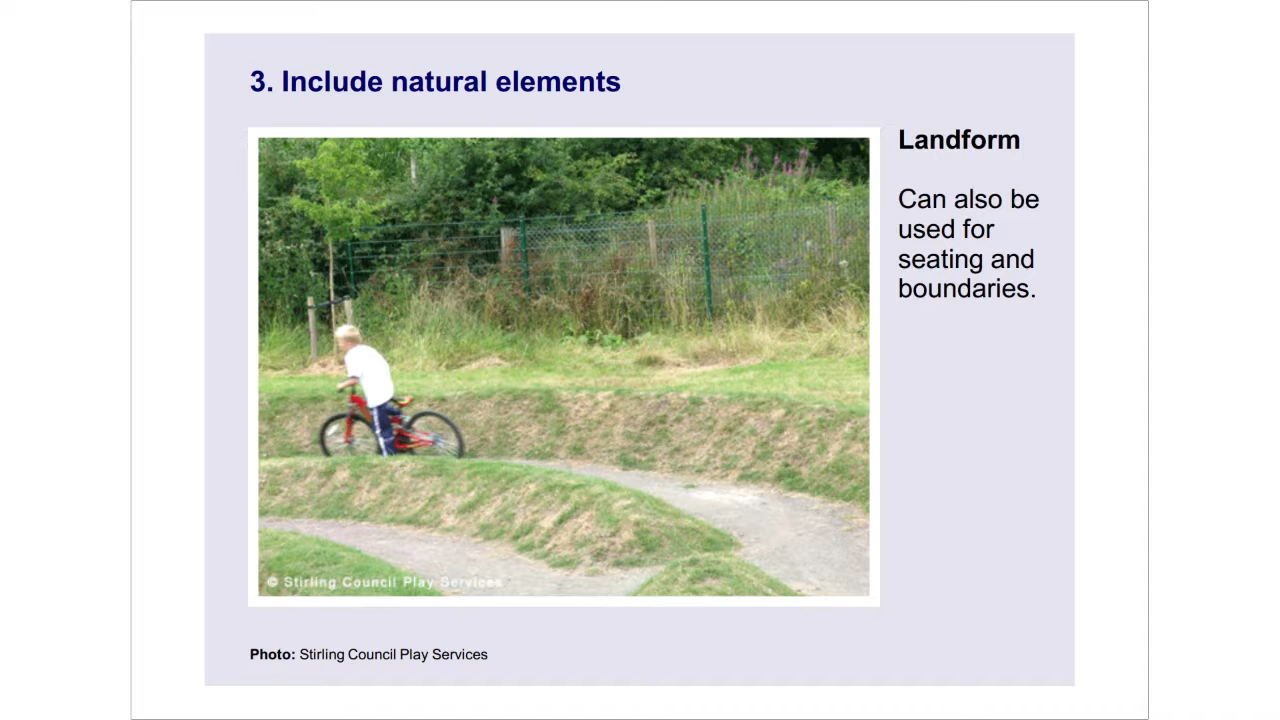 3. Include natural elements
Landform
Can also be
used for
seating and
boundaries.
© Stirling Council Play Services
Photo: Stirling Council Play Services